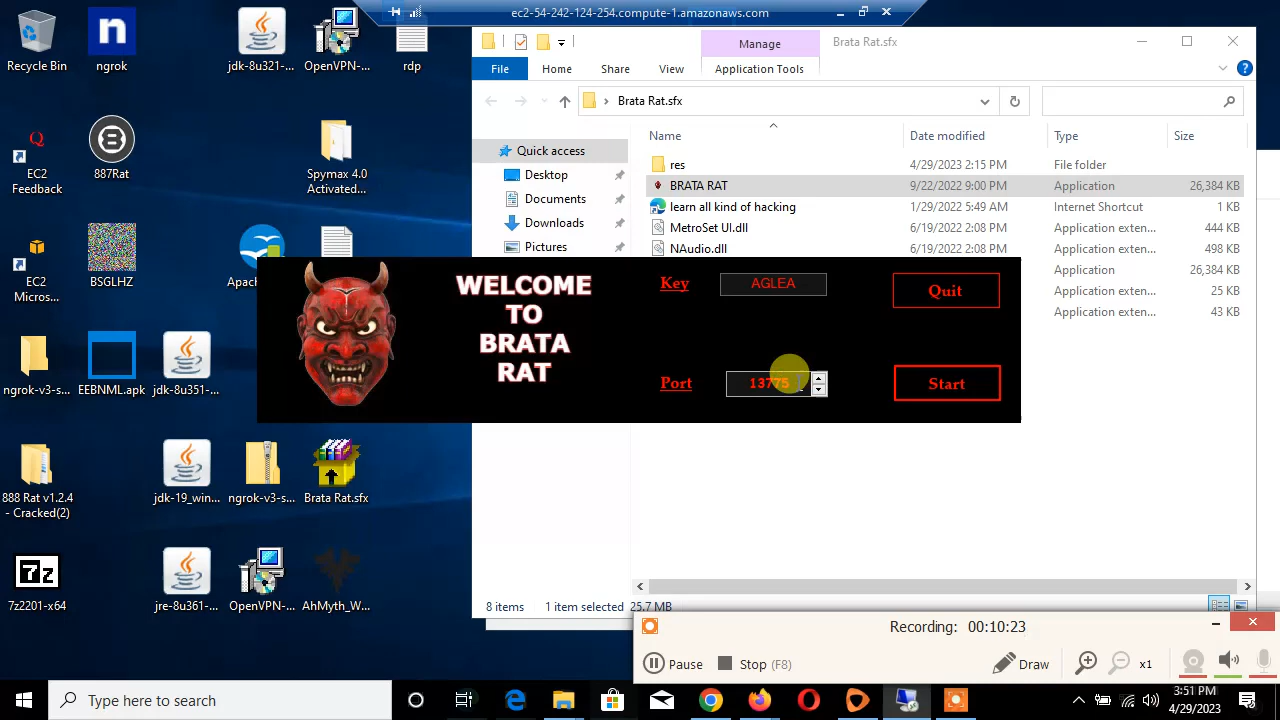 ec2-54-242-124-254.compute-1.amazonaws.com
Recycle Bin
ngrok
jdk-8u321-...
OpenVPN-...
rdp
Manage
Brata Rat.sfx
File
Home
Share
View
Application Tools
Brata Rat.sfx
EC2
Feedback
887Rat
Spymax 4.0
Activated...
Quick access
Desktop
Documents
Downloads
Pictures
Name
Date modified
Type
Size
res
4/29/2023 2:15 PM
File folder
BRATA RAT
9/22/2022 9:00 PM
Application
26,384 KB
learn all kind of hacking
1/29/2022 5:49 AM
Internet Shortcut
1 KB
MetroSet UI.dll
6/19/2022 2:08 PM
Application exten...
444 KB
NAudio.dll
6/19/2022 2:08 PM
Application exten...
498 KB
Application
26,384 KB
Application exten...
25 KB
Application exten...
43 KB
EC2
Micros...
BSGLHZ
WELCOME
TO
BRATA
RAT
Key
AGLEA
Quit
Port
13775
Start
ngrok-v3-s...
EEBNML.apk
jdk-8u351-...
888 Rat v1.2.4
- Cracked(2)
jdk-19_win...
ngrok-v3-s...
Brata Rat.sfx
7z
7z2201-x64
jre-8u361-...
OpenVPN-...
AhMyth_W...
8 items
1 item selected
25.7 MB
Recording:
00:10:23
Pause
Stop (F8)
Draw
x1
Type here to search
3:51 PM
4/29/2023